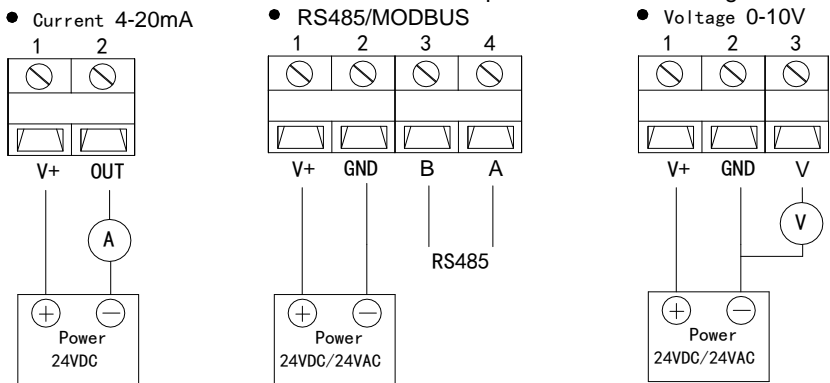 ● Current 4-20mA
1 2
V+ OUT
A
+ −
Power
24VDC
● RS485/MODBUS
1 2 3 4
V+ GND B A
RS485
+ −
Power
24VDC/24VAC
● Voltage 0-10V
1 2 3
V+ GND V
V
+ −
Power
24VDC/24VAC